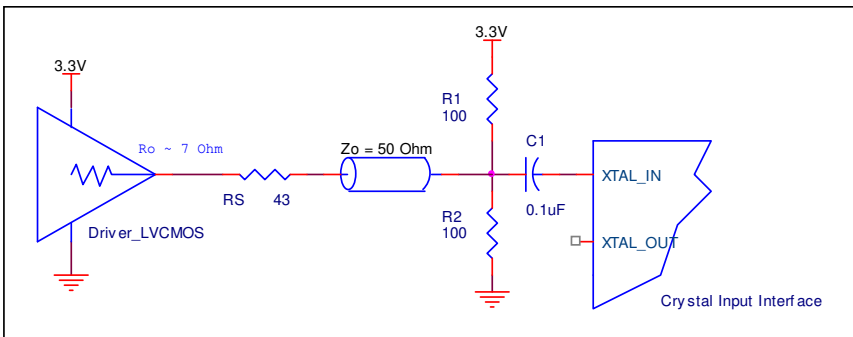 3.3V
3.3V
R1
100
Ro ~ 7 Ohm
Zo = 50 Ohm
C1
RS 43
XTAL_IN
0.1uF
R2
100
Driver_LVCMOS
XTAL_OUT
Crystal Input Interface